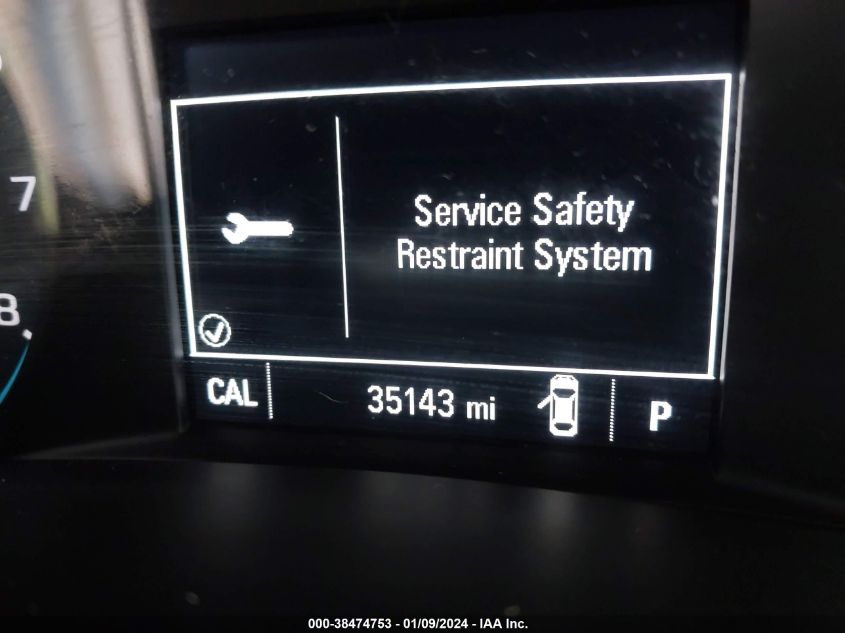 7
8
Service Safety
Restraint System
CAL 35143 mi P
000-38474753 - 01/09/2024 - IAA Inc.